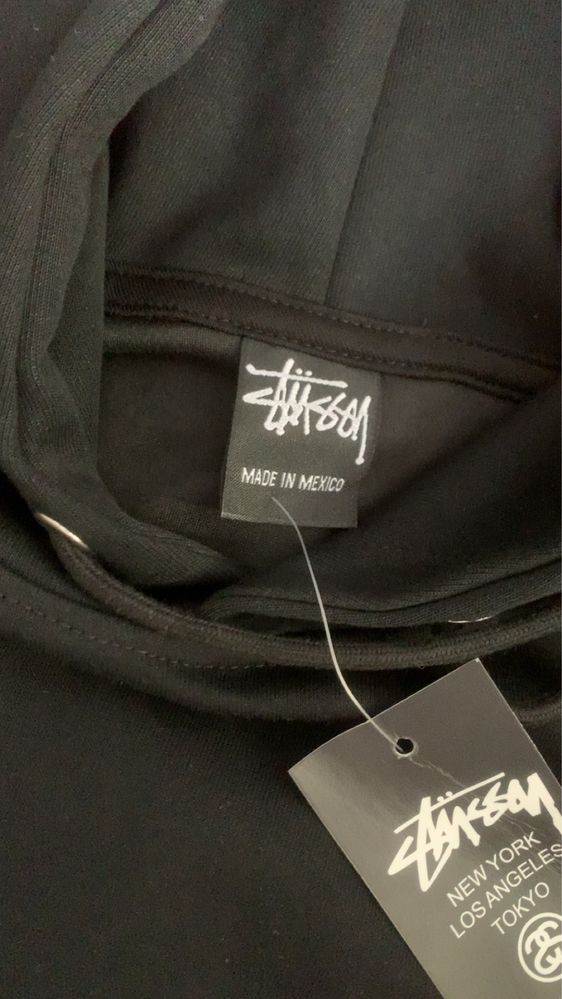 Stüssy
MADE IN MEXICO
Stüssy
NEW YORK
LOS ANGELES
TOKYO